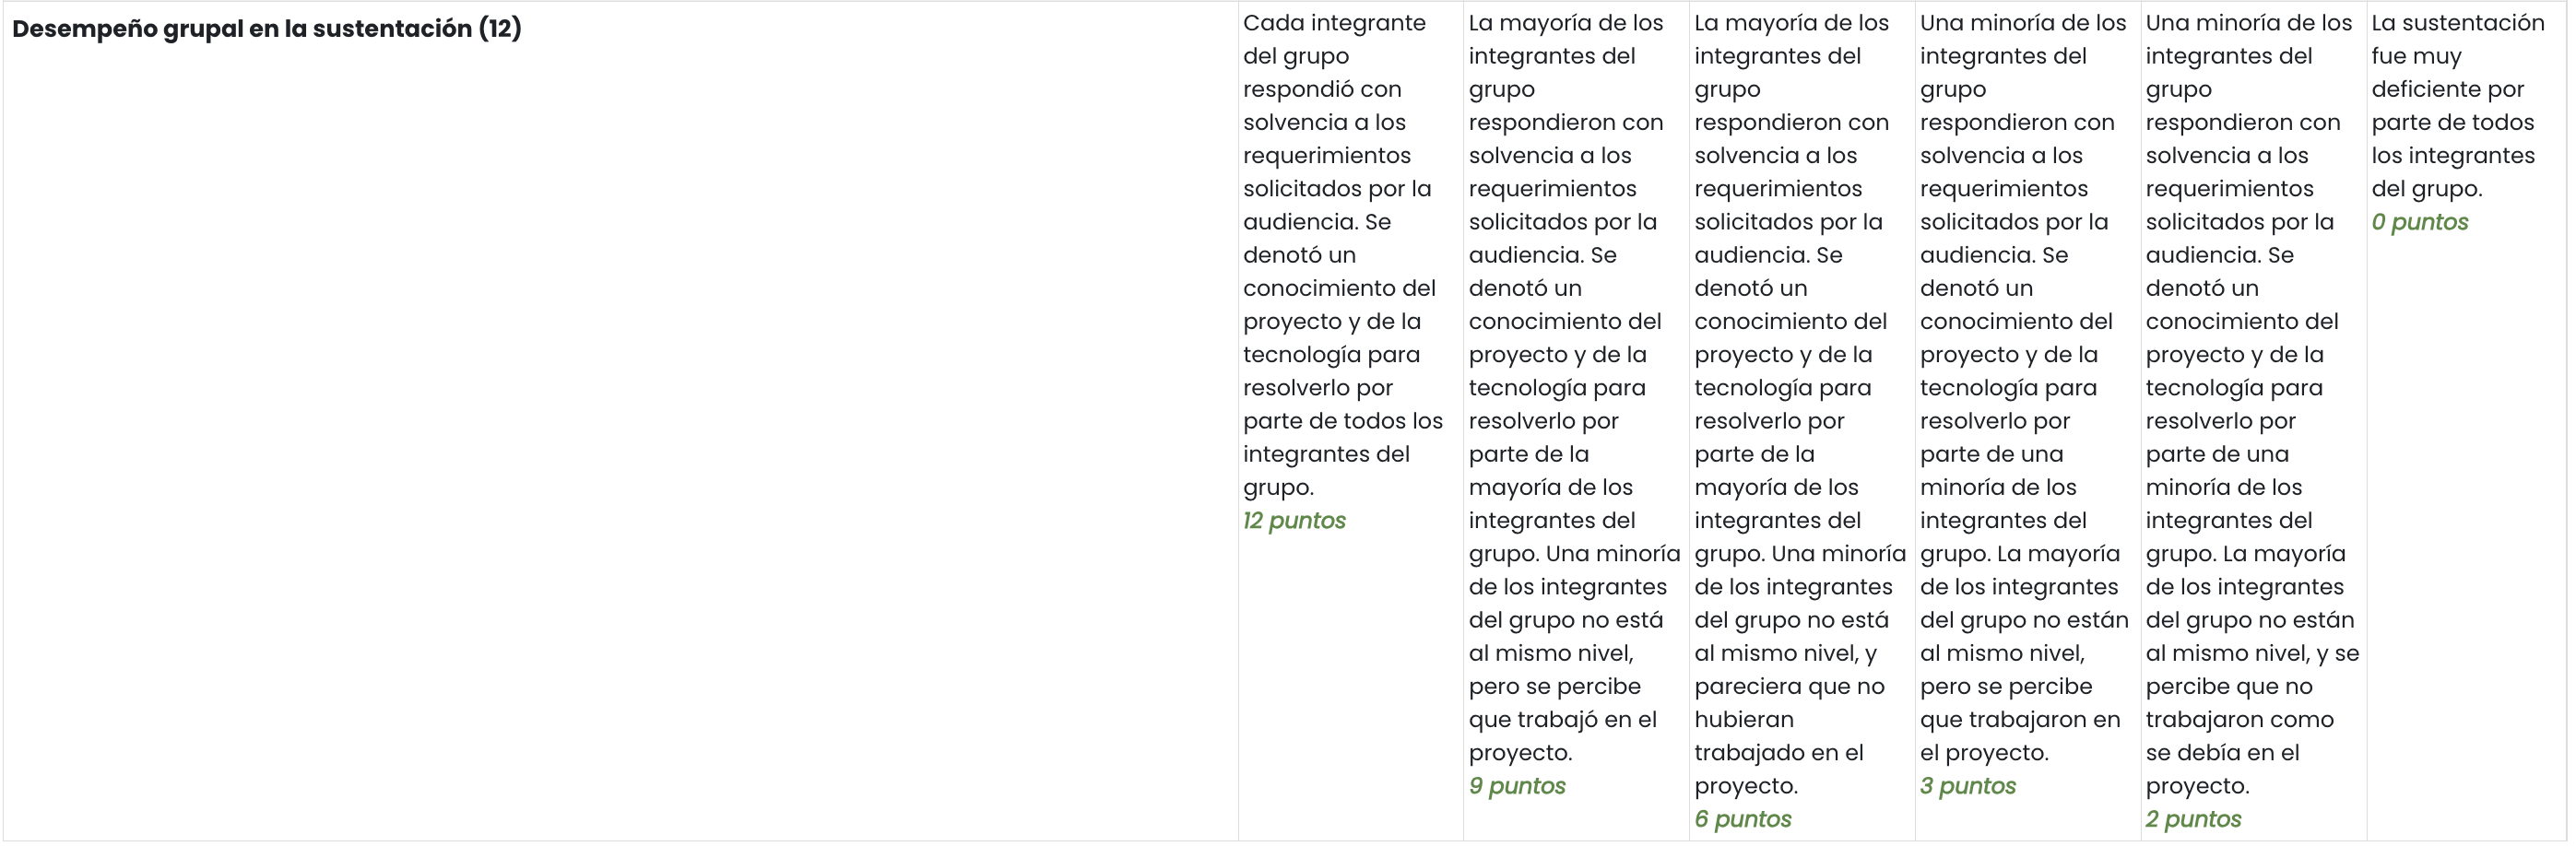 Desempeño grupal en la sustentación (12)
Cada integrante
del grupo
respondió con
solvencia a los
requerimientos
solicitados por la
audiencia. Se
denotó un
conocimiento del
proyecto y de la
tecnología para
resolverlo por
parte de todos los
integrantes del
grupo.
12 puntos
La mayoría de los
integrantes del
grupo
respondieron con
solvencia a los
requerimientos
solicitados por la
audiencia. Se
denotó un
conocimiento del
proyecto y de la
tecnología para
resolverlo por
parte de la
mayoría de los
integrantes del
grupo. Una minoría
de los integrantes
del grupo no está
al mismo nivel,
pero se percibe
que trabajó en el
proyecto.
9 puntos
La mayoría de los
integrantes del
grupo
respondieron con
solvencia a los
requerimientos
solicitados por la
audiencia. Se
denotó un
conocimiento del
proyecto y de la
tecnología para
resolverlo por
parte de la
mayoría de los
integrantes del
grupo. Una minoría
de los integrantes
del grupo no está
al mismo nivel, y
pareciera que no
hubieran
trabajado en el
proyecto.
6 puntos
Una minoría de los
integrantes del
grupo
respondieron con
solvencia a los
requerimientos
solicitados por la
audiencia. Se
denotó un
conocimiento del
proyecto y de la
tecnología para
resolverlo por
parte de una
minoría de los
integrantes del
grupo. La mayoría
de los integrantes
del grupo no están
al mismo nivel,
pero se percibe
que trabajaron en
el proyecto.
3 puntos
Una minoría de los
integrantes del
grupo
respondieron con
solvencia a los
requerimientos
solicitados por la
audiencia. Se
denotó un
conocimiento del
proyecto y de la
tecnología para
resolverlo por
parte de una
minoría de los
integrantes del
grupo. La mayoría
de los integrantes
del grupo no están
al mismo nivel, y se
percibe que no
trabajaron como
se debía en el
proyecto.
2 puntos
La sustentación
fue muy
deficiente por
parte de todos
los integrantes
del grupo.
0 puntos